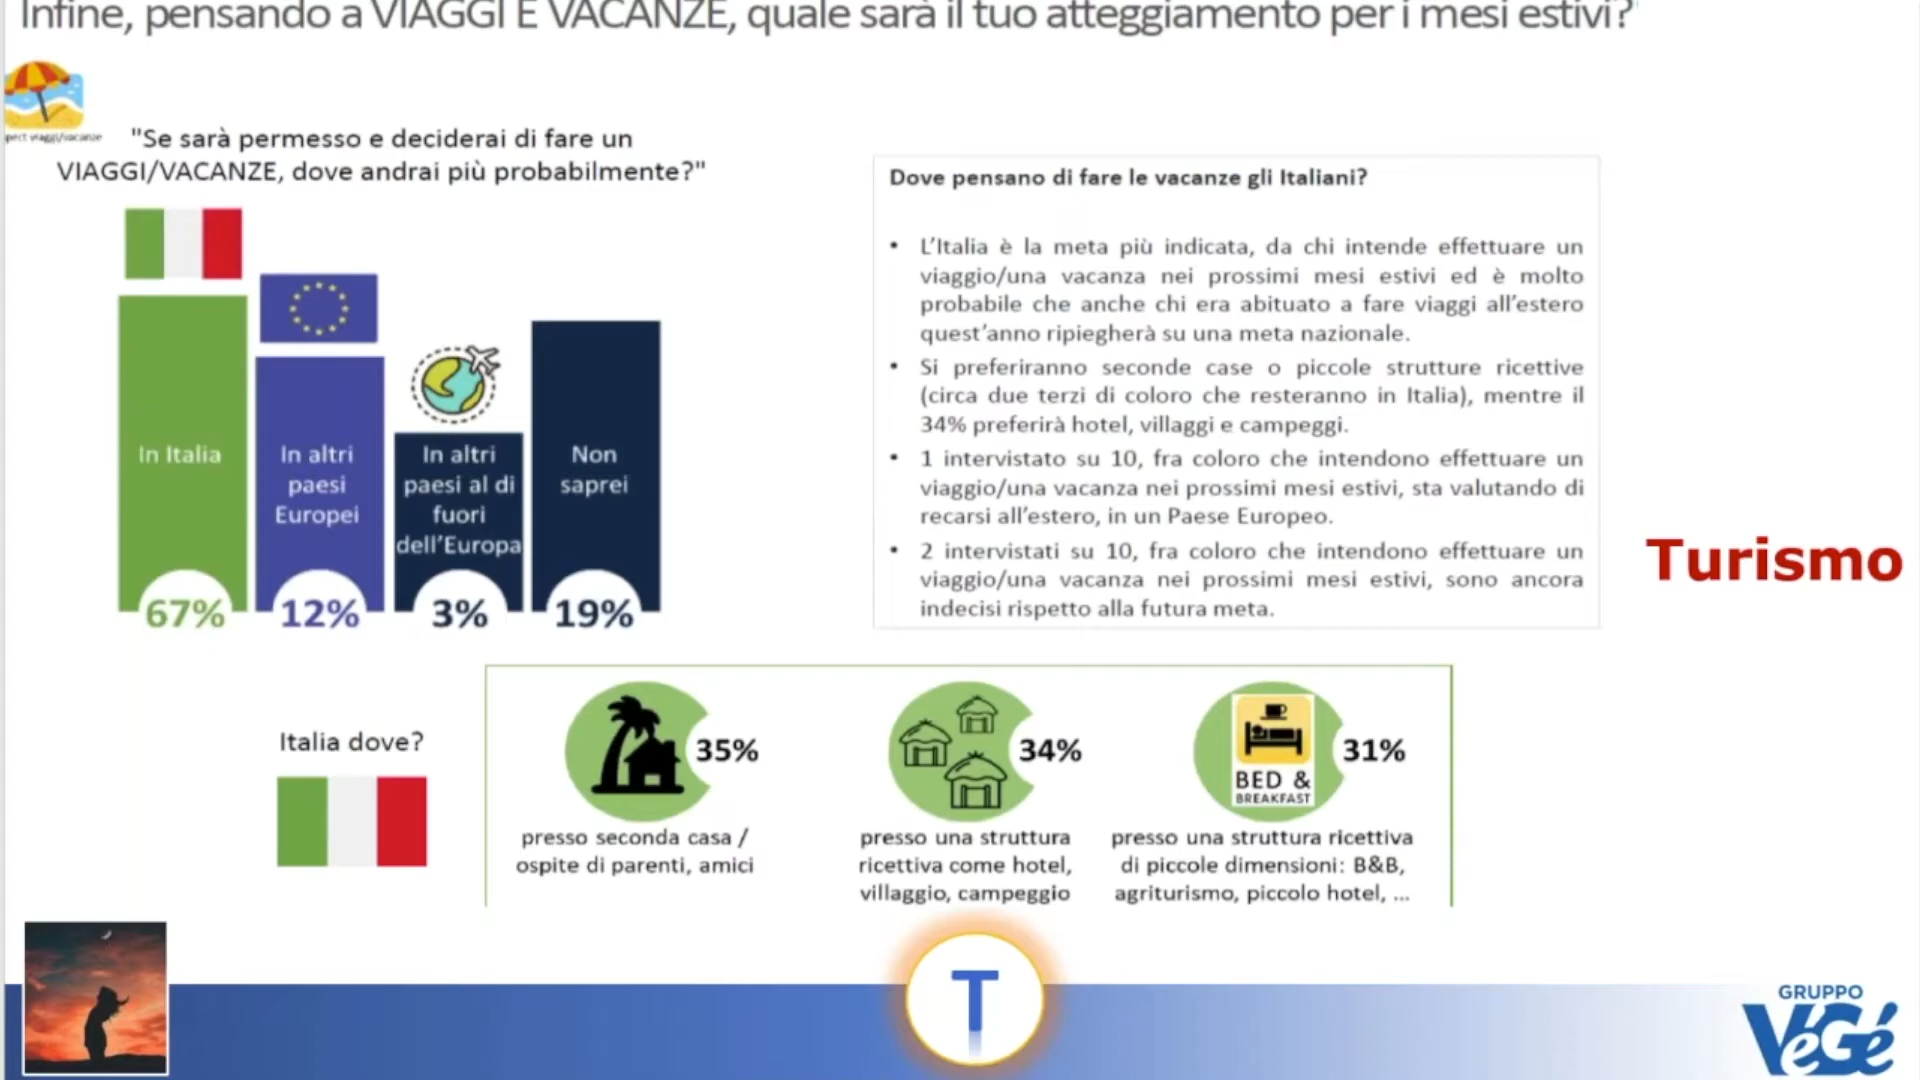 Infine, pensando a VIAGGI E VACANZE, quale sarà il tuo atteggiamento per i mesi estivi?
pect viaggi/vacanze
"Se sarà permesso e deciderai di fare un
VIAGGI/VACANZE, dove andrai più probabilmente?"
In Italia
67%
In altri
paesi
Europei
12%
In altri
paesi al di
fuori
dell'Europa
3%
Non
saprei
19%
Dove pensano di fare le vacanze gli Italiani?
• L'Italia è la meta più indicata, da chi intende effettuare un
viaggio/una vacanza nei prossimi mesi estivi ed è molto
probabile che anche chi era abituato a fare viaggi all'estero
quest'anno ripiegherà su una meta nazionale.
• Si preferiranno seconde case o piccole strutture ricettive
(circa due terzi di coloro che resteranno in Italia), mentre il
34% preferirà hotel, villaggi e campeggi.
• 1 intervistato su 10, fra coloro che intendono effettuare un
viaggio/una vacanza nei prossimi mesi estivi, sta valutando di
recarsi all'estero, in un Paese Europeo.
• 2 intervistati su 10, fra coloro che intendono effettuare un
viaggio/una vacanza nei prossimi mesi estivi, sono ancora
indecisi rispetto alla futura meta.
Turismo
Italia dove?
35%
presso seconda casa /
ospite di parenti, amici
34%
presso una struttura
ricettiva come hotel,
villaggio, campeggio
BED &
BREAKFAST
31%
presso una struttura ricettiva
di piccole dimensioni: B&B,
agriturismo, piccolo hotel, ...
T
GRUPPO
VéGé